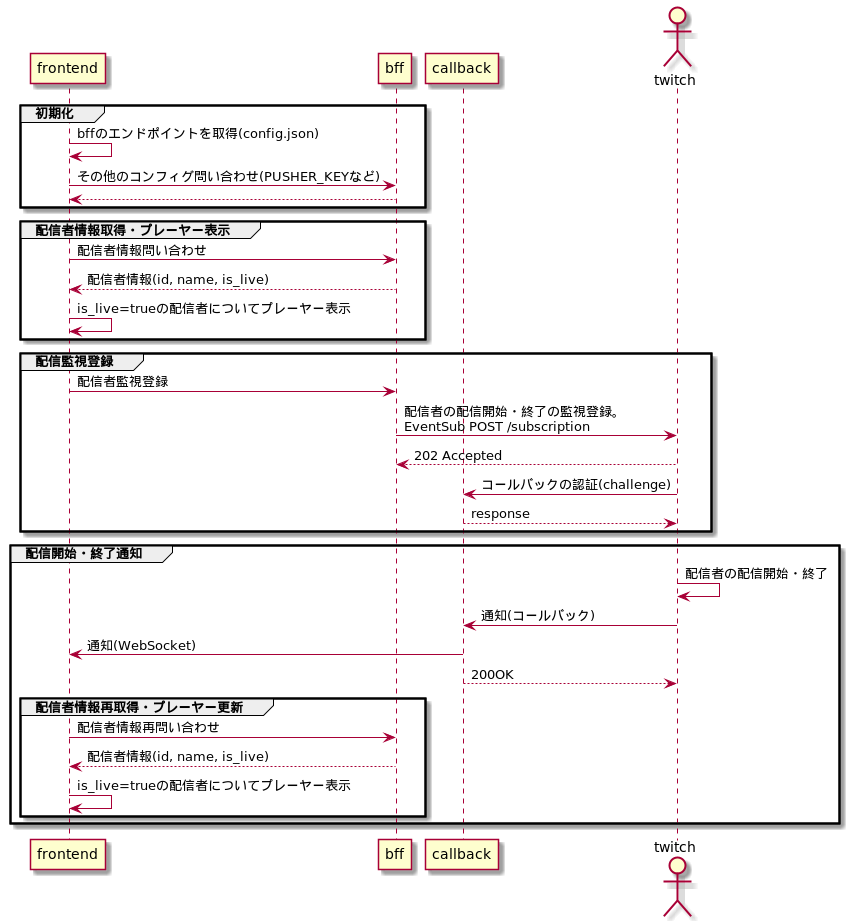 twitch
frontend
bff
callback
初期化
bffのエンドポイントを取得(config.json)
その他のコンフィグ問い合わせ(PUSHER_KEYなど)
配信者情報取得・プレーヤー表示
配信者情報問い合わせ
配信者情報(id, name, is_live)
is_live=trueの配信者についてプレーヤー表示
配信監視登録
配信者監視登録
配信者の配信開始・終了の監視登録。
EventSub POST /subscription
202 Accepted
コールバックの認証(challenge)
response
配信開始・終了通知
配信者の配信開始・終了
通知(コールバック)
通知(WebSocket)
200OK
配信者情報再取得・プレーヤー更新
配信者情報再問い合わせ
配信者情報(id, name, is_live)
is_live=trueの配信者についてプレーヤー表示
frontend
bff
callback
twitch